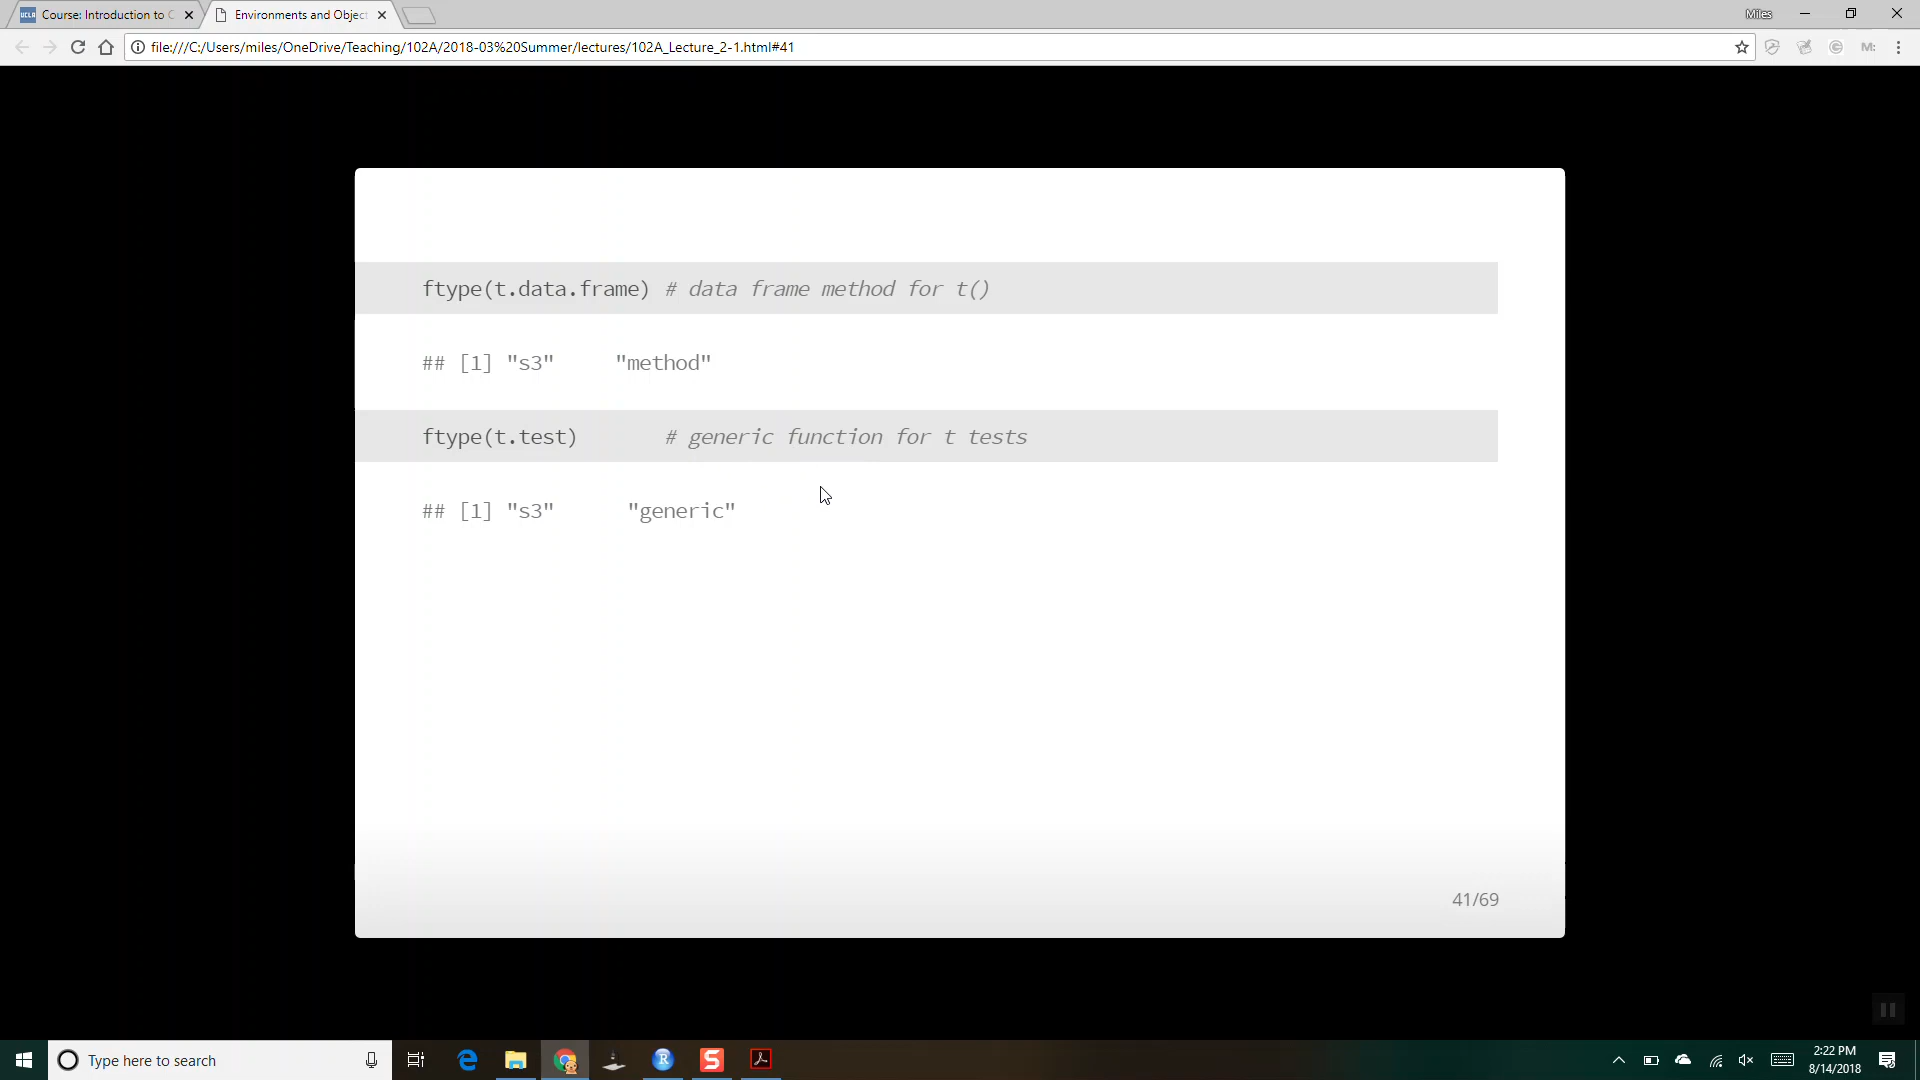 Course: Introduction to C
Environments and Object
Miles
file:///C:/Users/miles/OneDrive/Teaching/102A/2018-03%20Summer/lectures/102A_Lecture_2-1.html#41
M:
ftype(t.data.frame) # data frame method for t()
## [1] "s3"     "method"
ftype(t.test)       # generic function for t tests
## [1] "s3"      "generic"
41/69
Type here to search
2:22 PM
8/14/2018